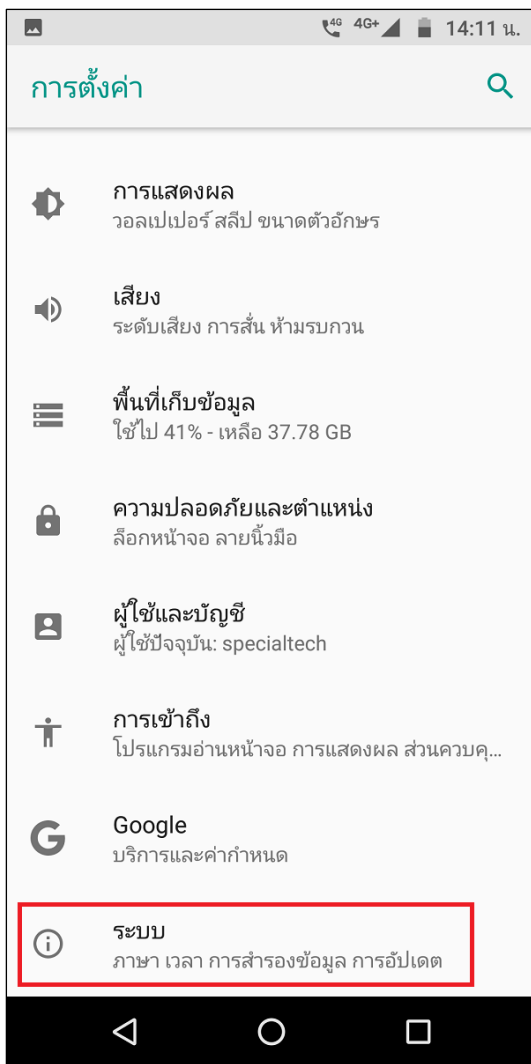 4G 4G+ 14:11 น.
การตั้งค่า
การแสดงผล
วอลเปเปอร์ สลีป ขนาดตัวอักษร
เสียง
ระดับเสียง การสั่น ห้ามรบกวน
พื้นที่เก็บข้อมูล
ใช้ไป 41% - เหลือ 37.78 GB
ความปลอดภัยและตำแหน่ง
ล็อกหน้าจอ ลายนิ้วมือ
ผู้ใช้และบัญชี
ผู้ใช้ปัจจุบัน: specialtech
การเข้าถึง
โปรแกรมอ่านหน้าจอ การแสดงผล ส่วนควบคุ...
Google
บริการและค่ากำหนด
ระบบ
ภาษา เวลา การสำรองข้อมูล การอัปเดต